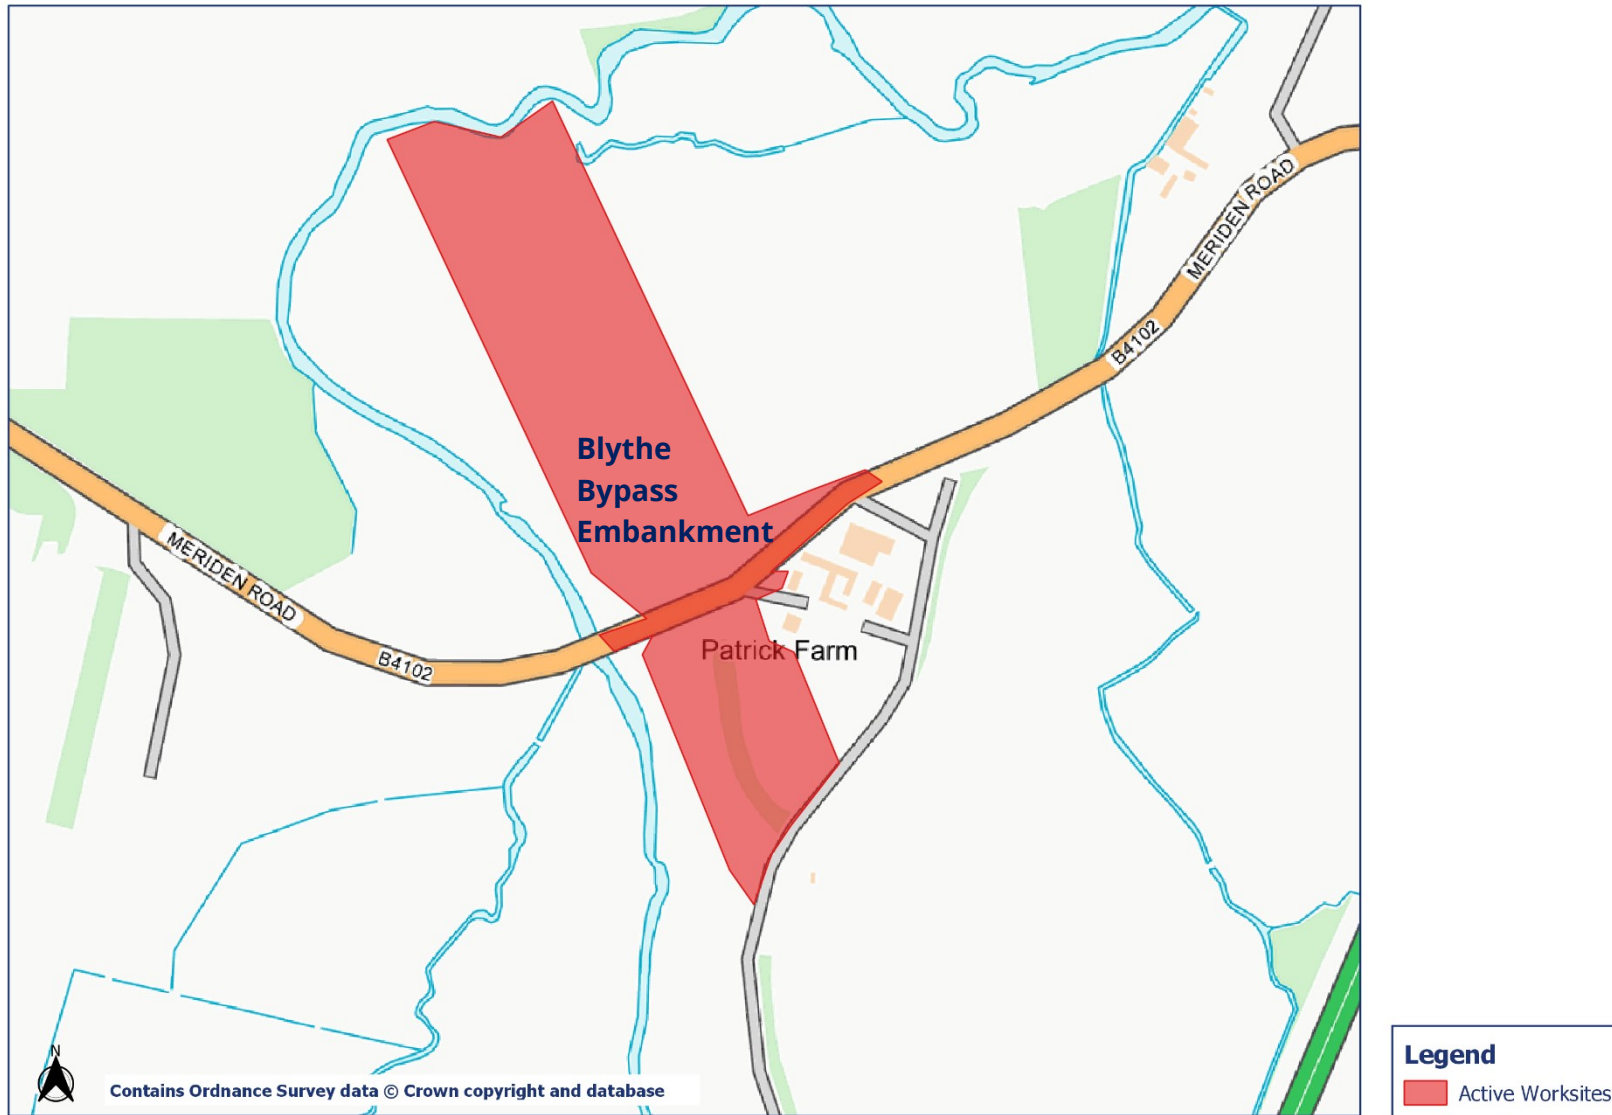 MERIDEN ROAD
B4102
Blythe
Bypass
Embankment
MERIDEN ROAD
B4102
Patrick Farm
N
Contains Ordnance Survey data © Crown copyright and database
Legend
Active Worksites